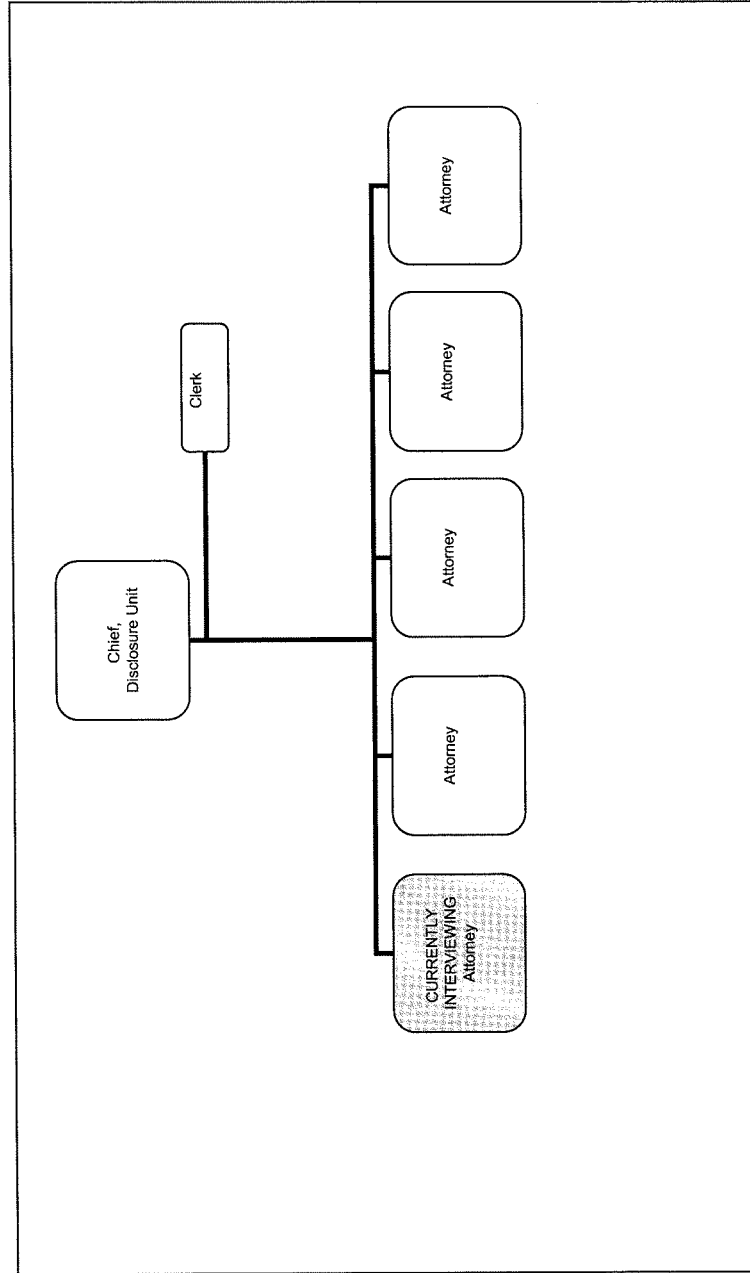 Chief,
Disclosure Unit
Clerk
CURRENTLY
INTERVIEWING
Attorney
Attorney
Attorney
Attorney
Attorney